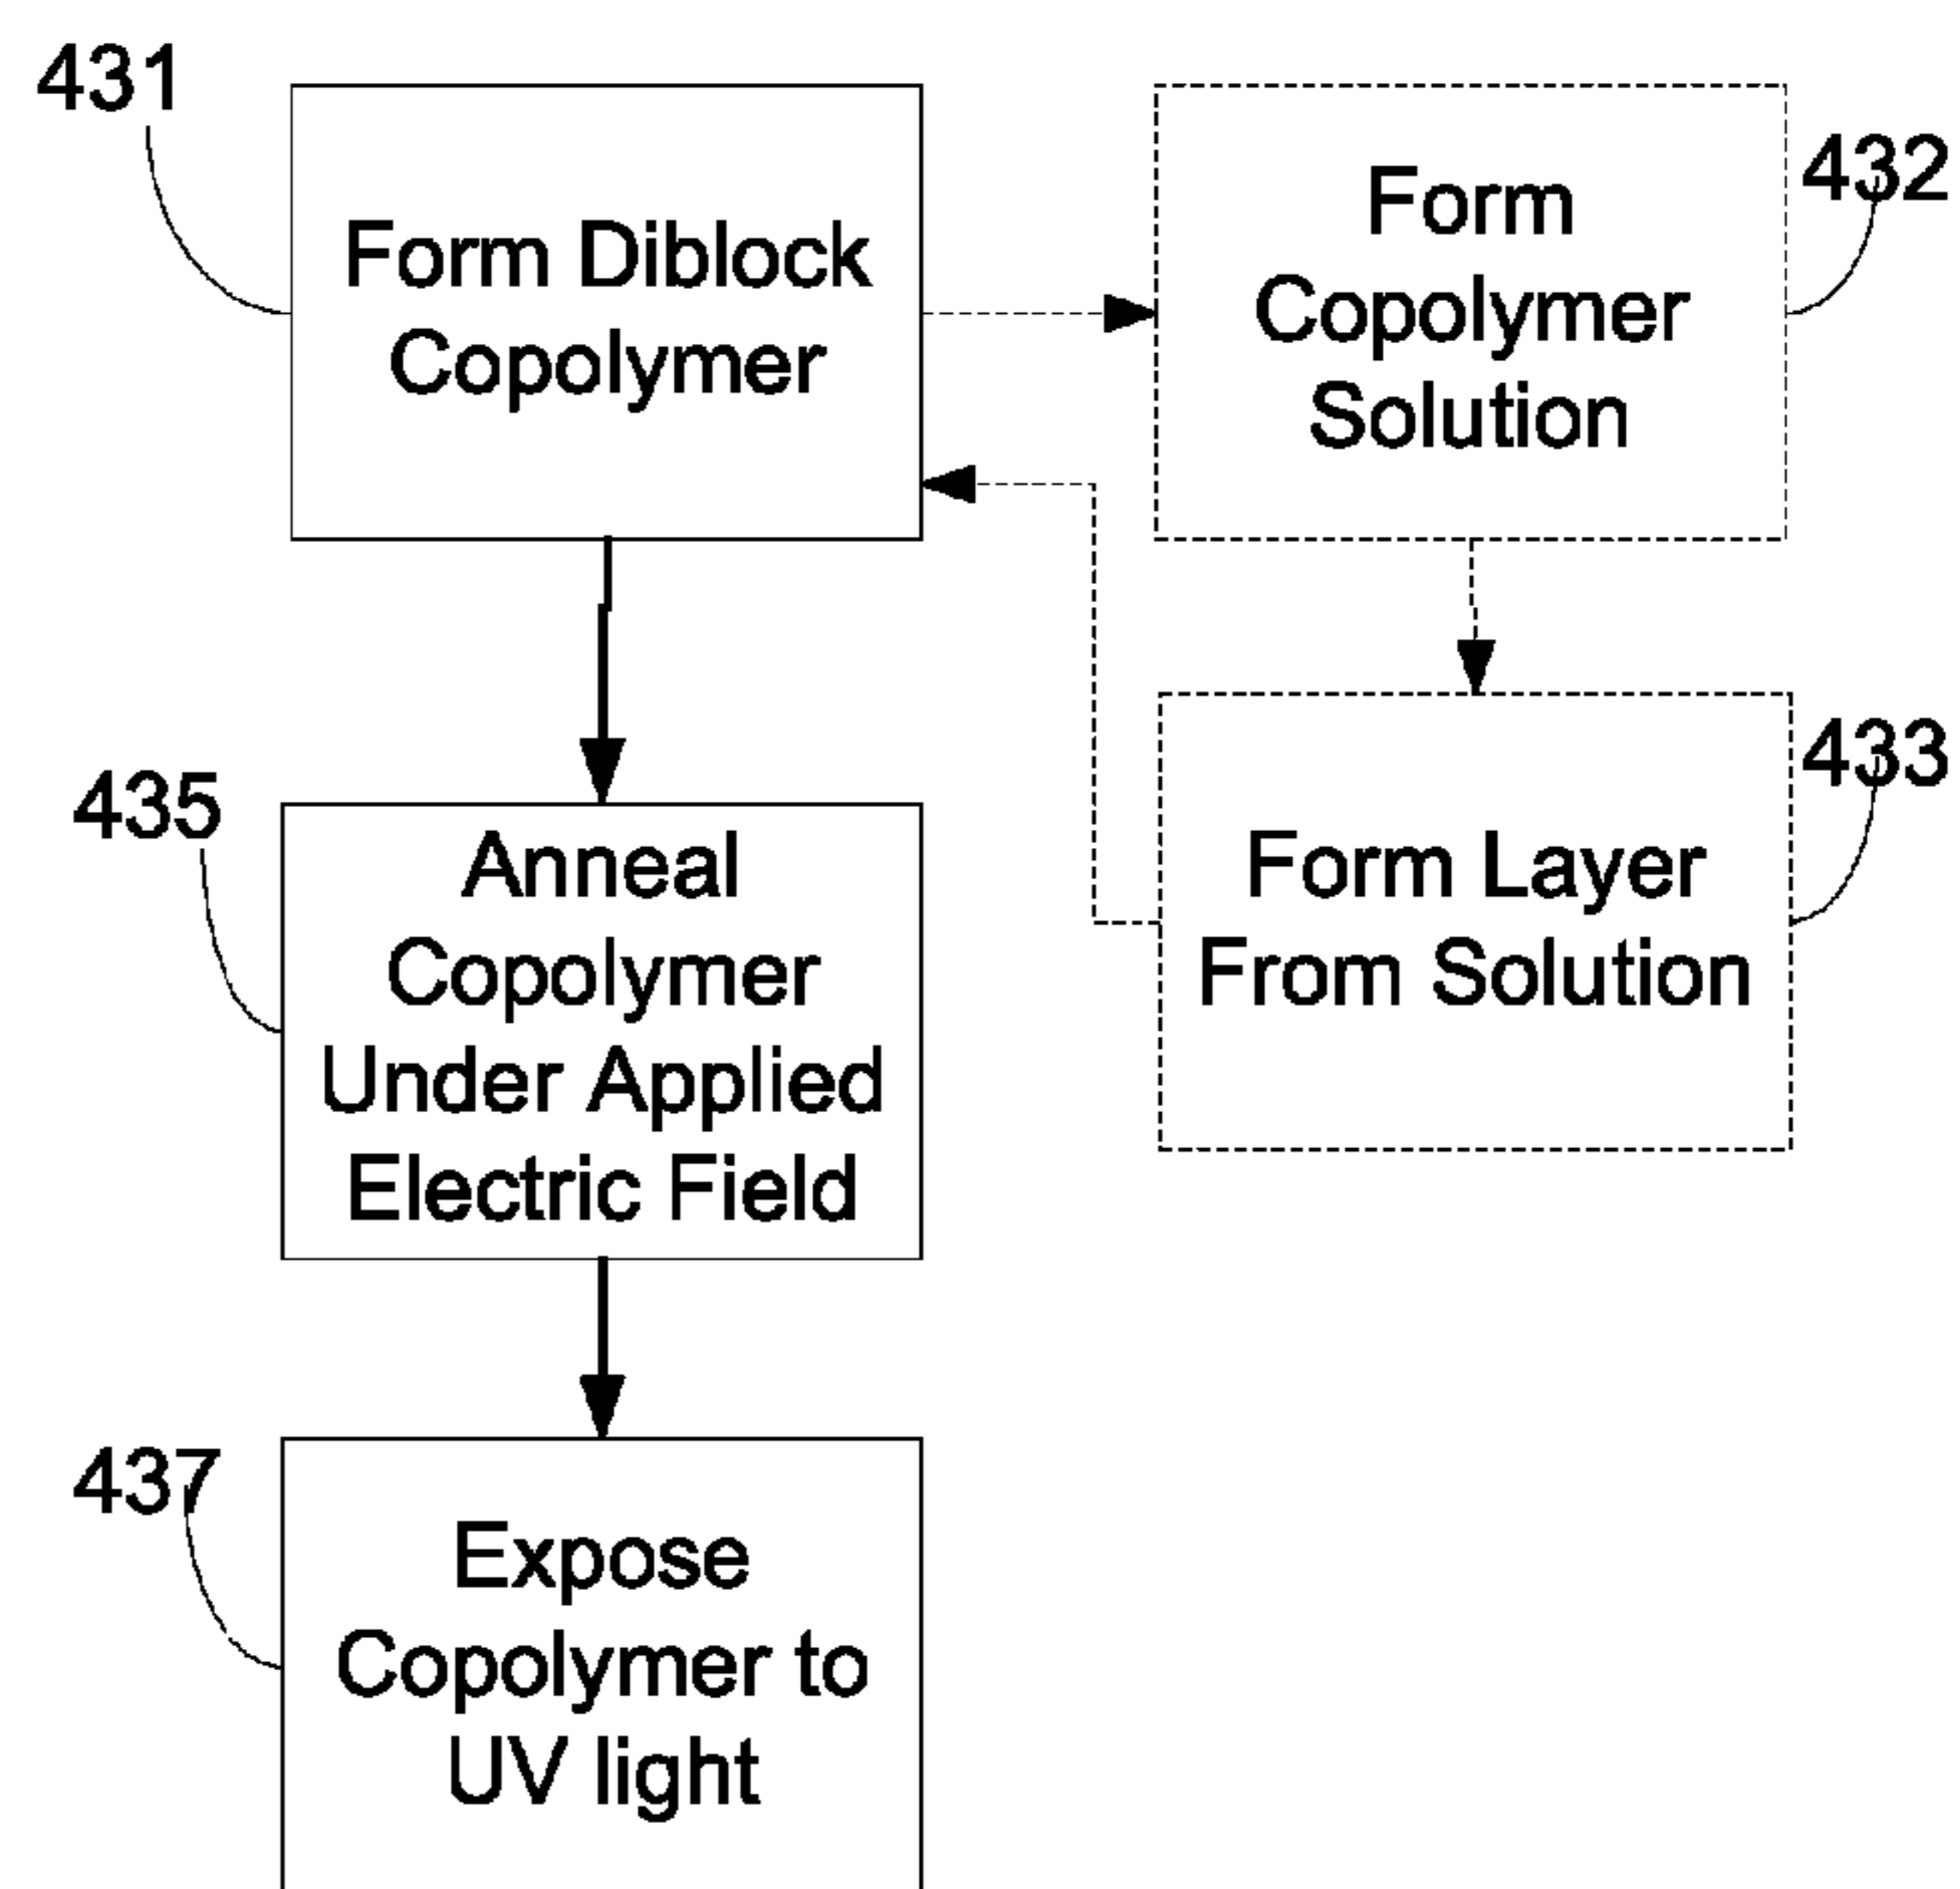 431
Form Diblock
Copolymer
432
Form
Copolymer
Solution
435
Anneal
Copolymer
Under Applied
Electric Field
433
Form Layer
From Solution
437
Expose
Copolymer to
UV light